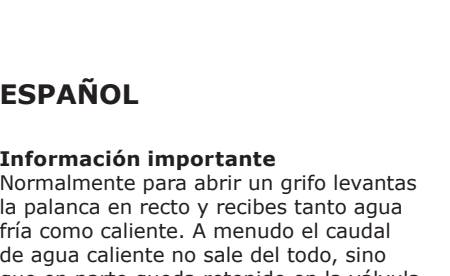 ESPAÑOL
Información importante
Normalmente para abrir un grifo levantas
la palanca en recto y recibes tanto agua
fría como caliente. A menudo el caudal
de agua caliente no sale del todo, sino
que en parte queda retenido en la válvula